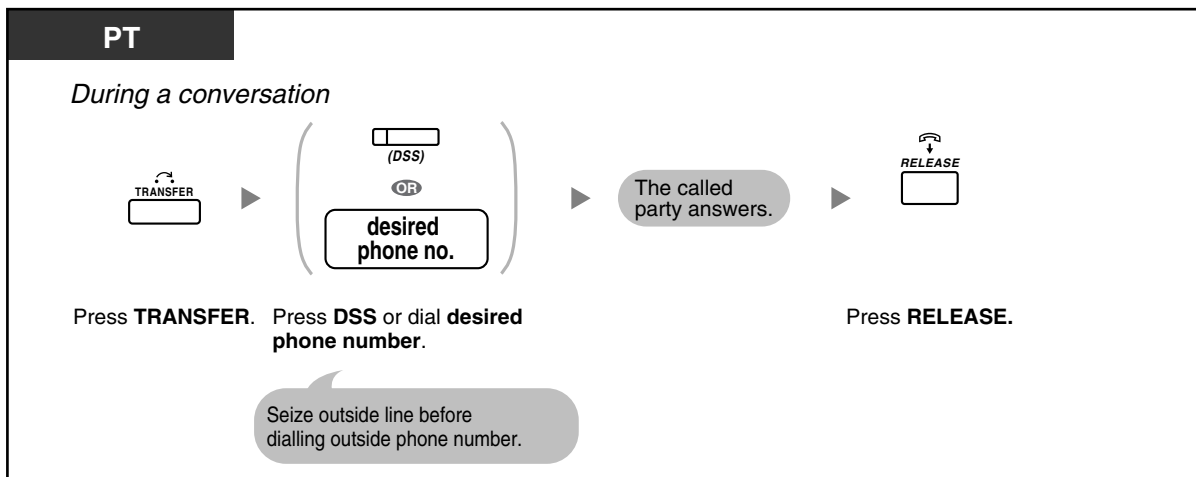 PT
During a conversation
TRANSFER
(DSS)
OR
desired
phone no.
The called
party answers.
RELEASE
Press TRANSFER.
Press DSS or dial desired
phone number.
Press RELEASE.
Seize outside line before
dialling outside phone number.